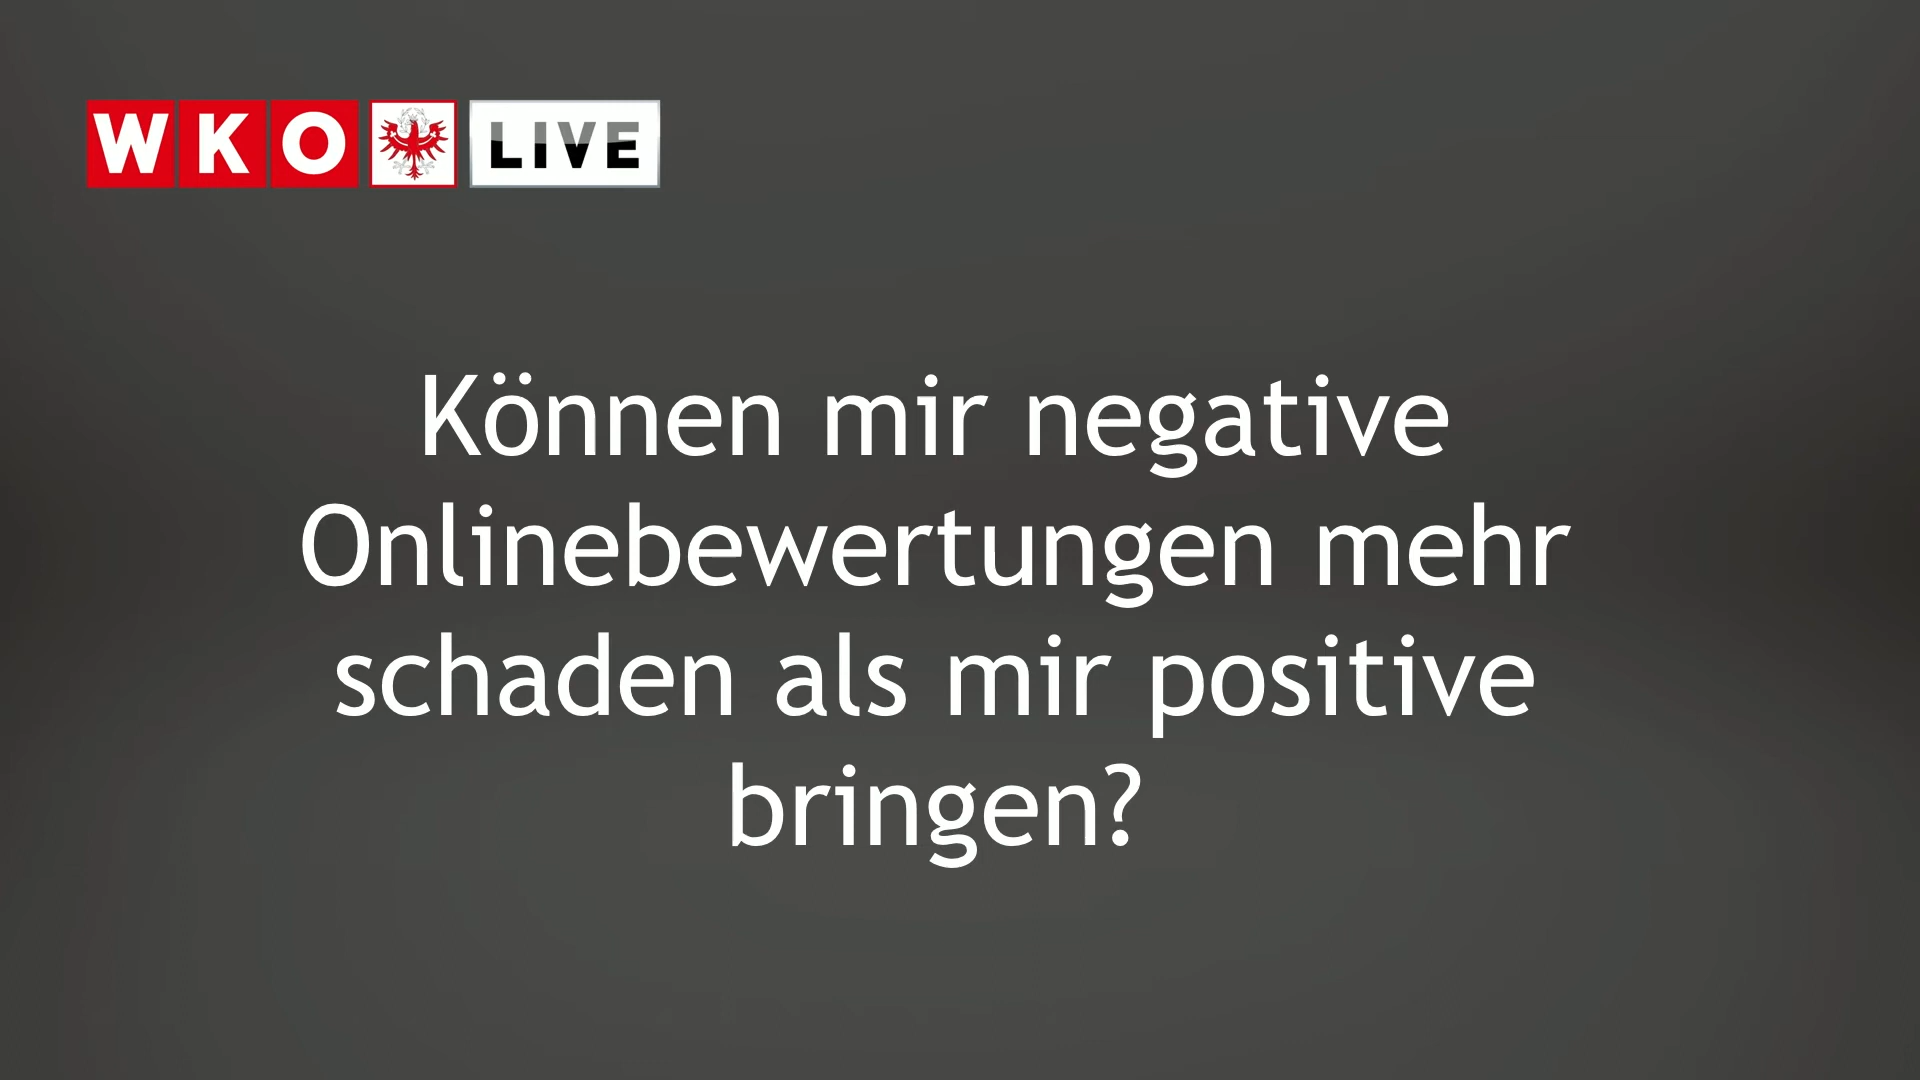 WKO LIVE
Können mir negative
Onlinebewertungen mehr
schaden als mir positive
bringen?